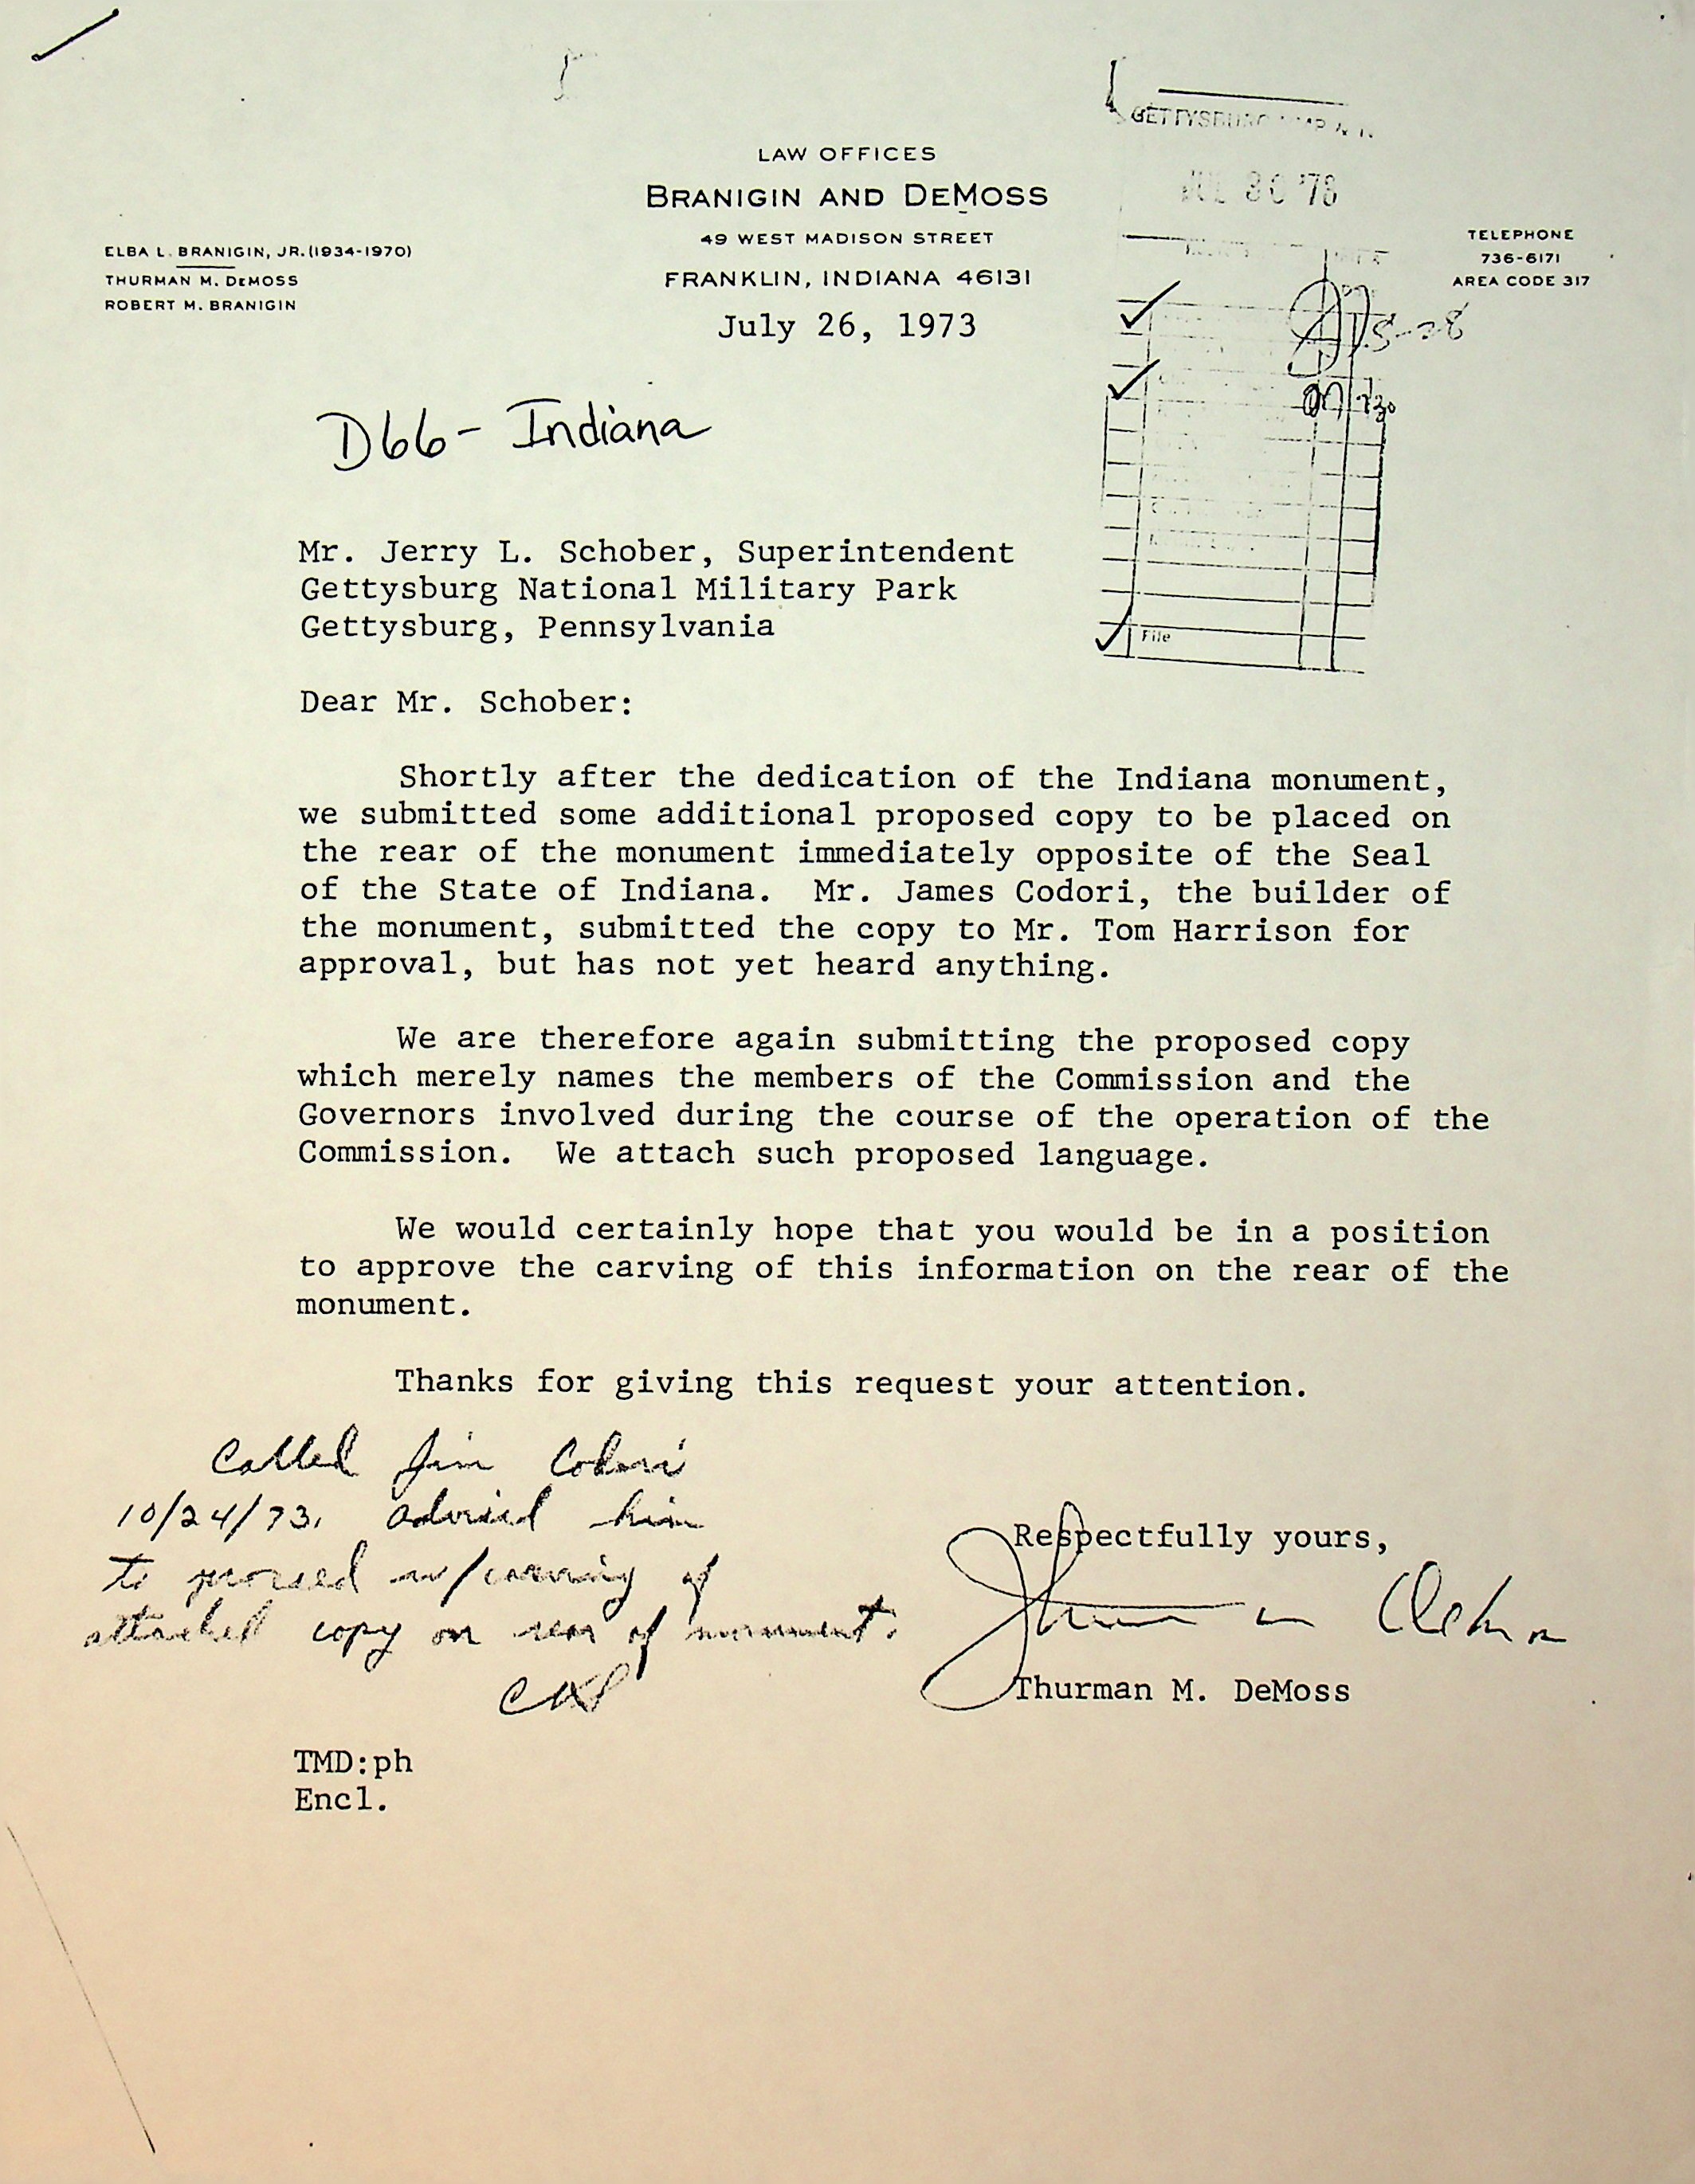 GETTYSBURG
LAW OFFICES
BRANIGIN AND DEMOSS
49 WEST MADISON STREET
FRANKLIN, INDIANA 46131
JUL 30 '73
ELBA L. BRANIGIN, JR. (1934-1970)
THURMAN M. DEMOSS
ROBERT M. BRANIGIN
TELEPHONE
736-6171
AREA CODE 317
July 26, 1973
D66- Indiana
Mr. Jerry L. Schober, Superintendent
Gettysburg National Military Park
Gettysburg, Pennsylvania
File
Dear Mr. Schober:
Shortly after the dedication of the Indiana monument,
we submitted some additional proposed copy to be placed on
the rear of the monument immediately opposite of the Seal
of the State of Indiana. Mr. James Codori, the builder of
the monument, submitted the copy to Mr. Tom Harrison for
approval, but has not yet heard anything.
We are therefore again submitting the proposed copy
which merely names the members of the Commission and the
Governors involved during the course of the operation of the
Commission. We attach such proposed language.
We would certainly hope that you would be in a position
to approve the carving of this information on the rear of the
monument.
Thanks for giving this request your attention.
Called Jim Codori
10/24/73. advised him
to proceed w/carving of
attached copy on rear of monument.
Respectfully yours,
Thurman M. DeMoss
TMD:ph
Encl.